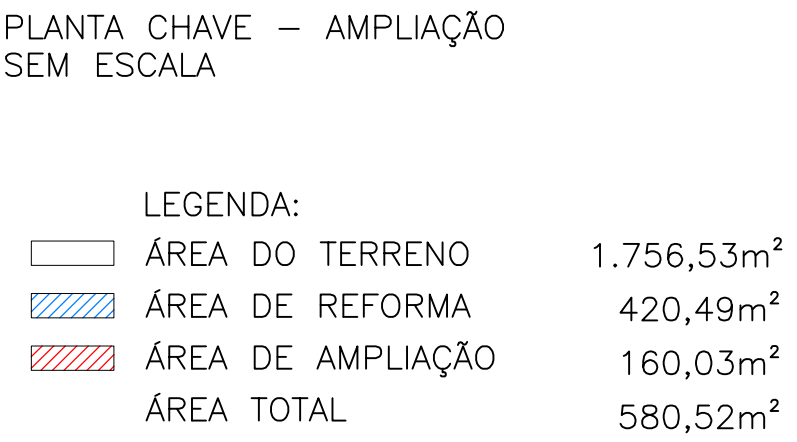 PLANTA CHAVE – AMPLIAÇÃO
SEM ESCALA
LEGENDA:
ÁREA DO TERRENO 1.756,53m²
ÁREA DE REFORMA 420,49m²
ÁREA DE AMPLIAÇÃO 160,03m²
ÁREA TOTAL 580,52m²